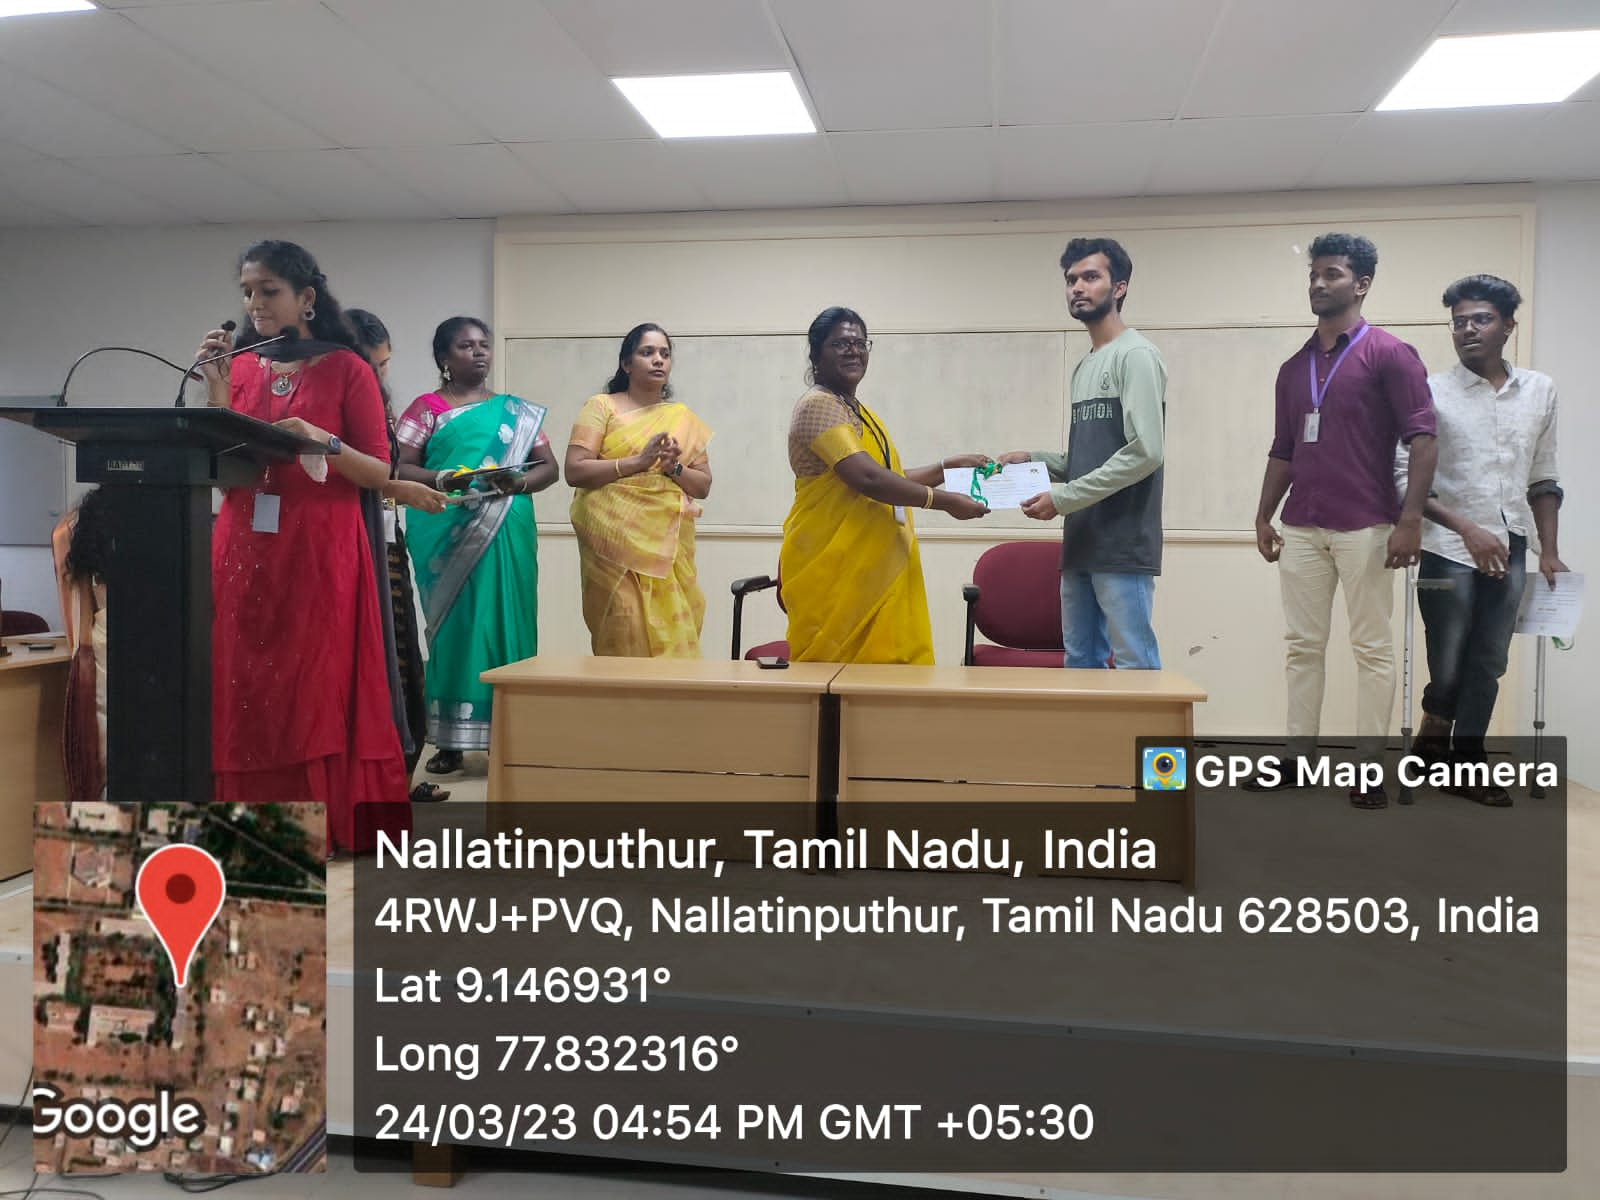 GPS Map Camera
Nallatinputhur, Tamil Nadu, India
4RWJ+PVQ, Nallatinputhur, Tamil Nadu 628503, India
Lat 9.146931°
Long 77.832316°
24/03/23 04:54 PM GMT +05:30
Google